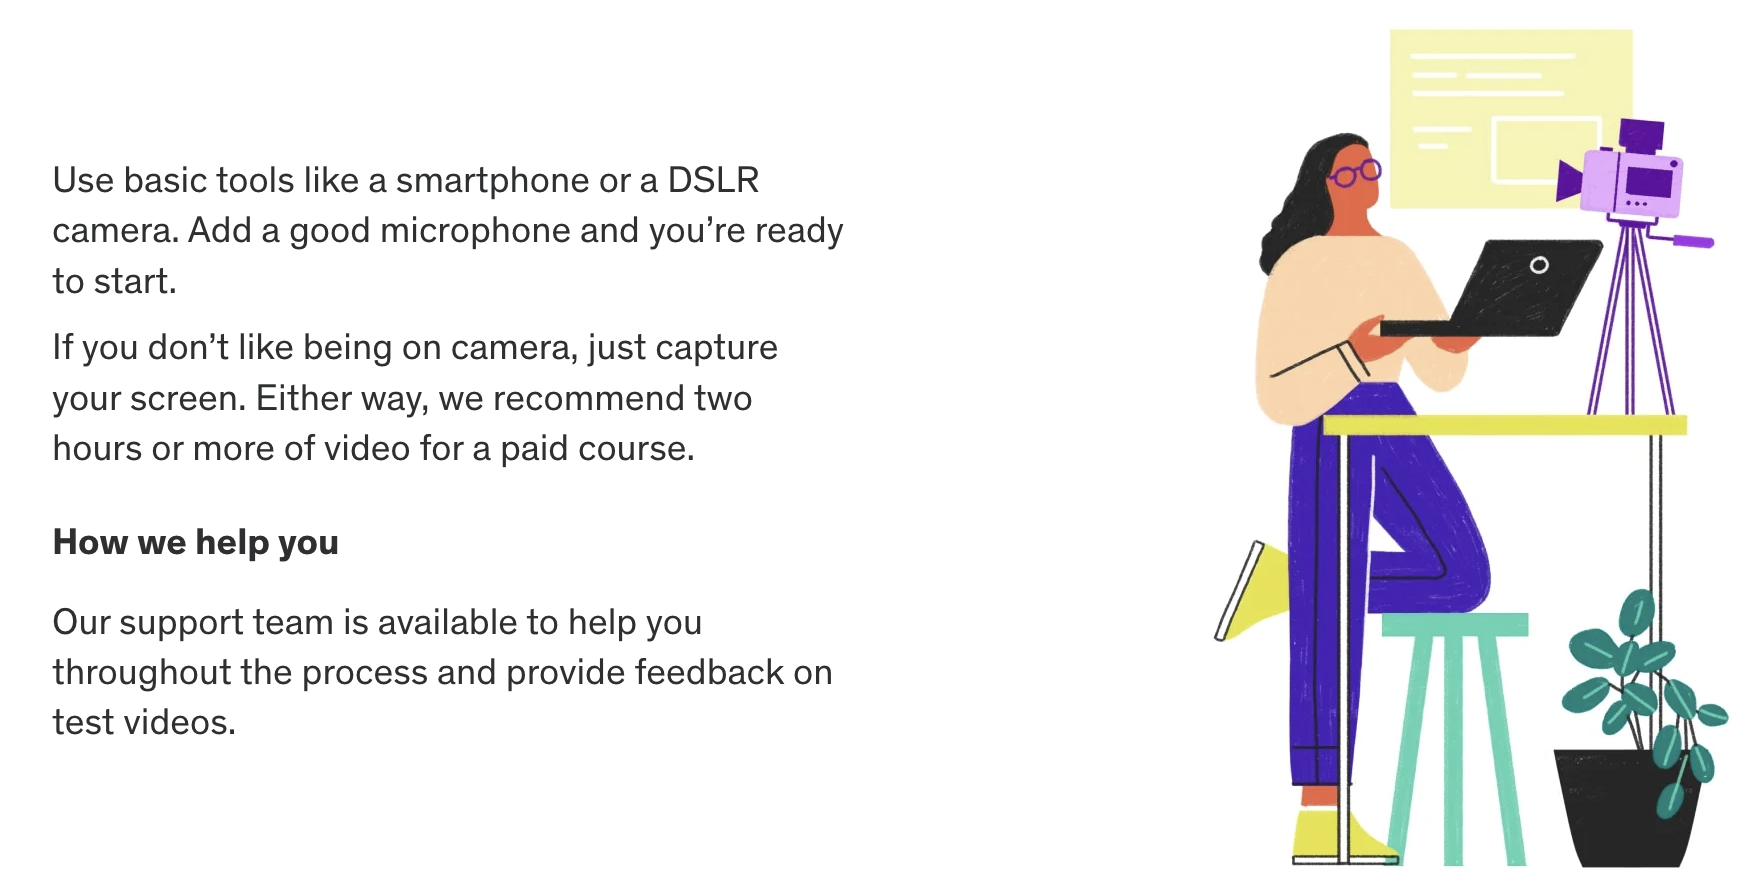 Use basic tools like a smartphone or a DSLR
camera. Add a good microphone and you’re ready
to start.
If you don’t like being on camera, just capture
your screen. Either way, we recommend two
hours or more of video for a paid course.
How we help you
Our support team is available to help you
throughout the process and provide feedback on
test videos.